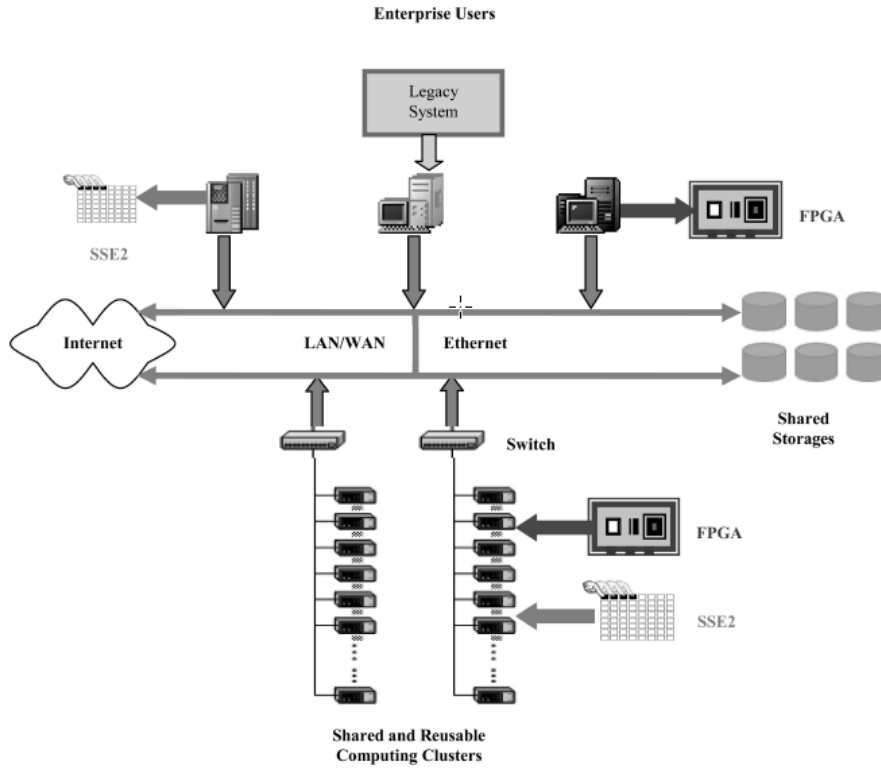 Enterprise Users
Legacy
System
SSE2
FPGA
Internet
LAN/WAN
Ethernet
Shared
Storages
Switch
FPGA
SSE2
Shared and Reusable
Computing Clusters